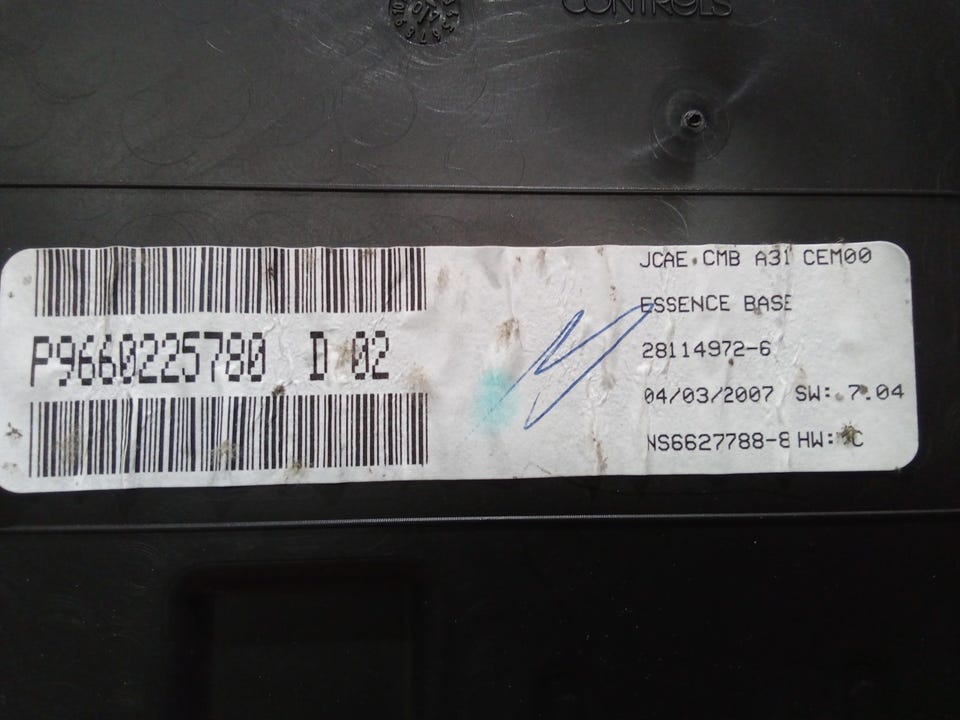 CONTROLS
JCAE CMB A31 CEM00
ESSENCE BASE
P9660225780 D 02
28114972-6
04/03/2007 SW: 7.04
NS6627788-8 HW: C